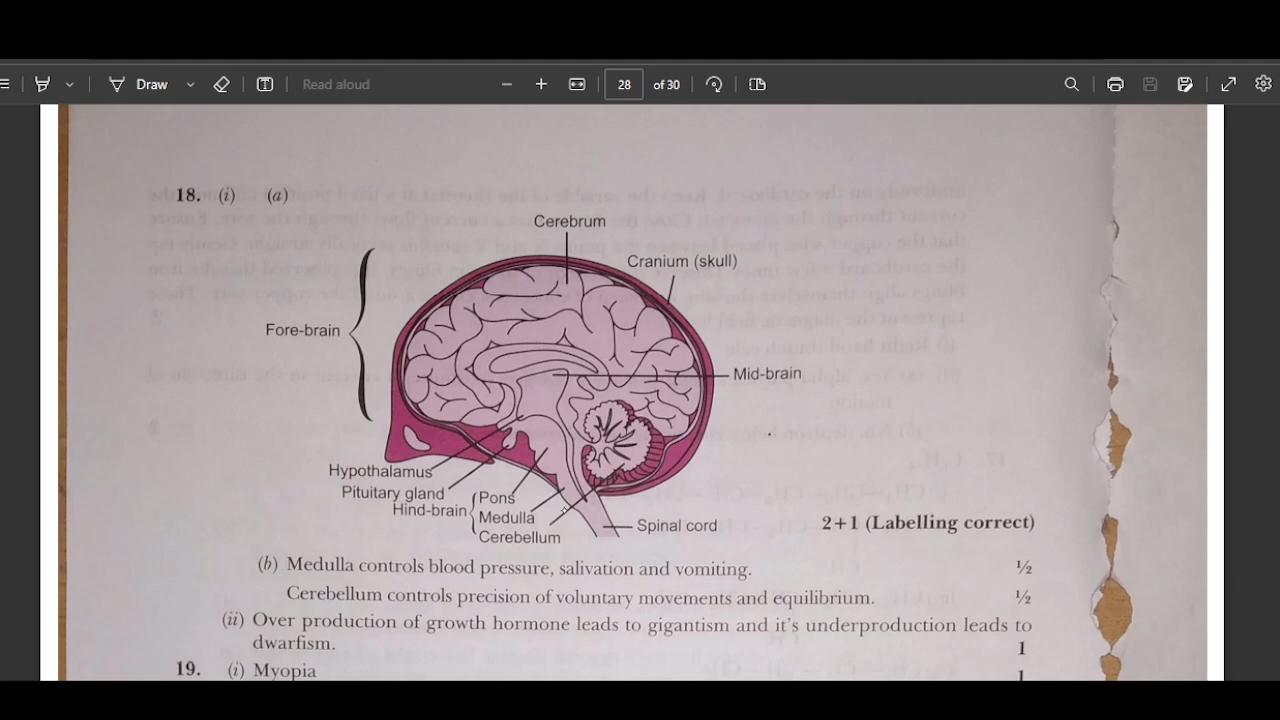 Draw
Read aloud
28 of 30
18. (i) (a)
Cerebrum
Cranium (skull)
Fore-brain
Mid-brain
Hypothalamus
Pituitary gland
Hind-brain
Pons
Medulla
Cerebellum
Spinal cord
2+1 (Labelling correct)
(b) Medulla controls blood pressure, salivation and vomiting. ½
Cerebellum controls precision of voluntary movements and equilibrium. ½
(ii) Over production of growth hormone leads to gigantism and it's underproduction leads to
dwarfism. 1
19. (i) Myopia 1